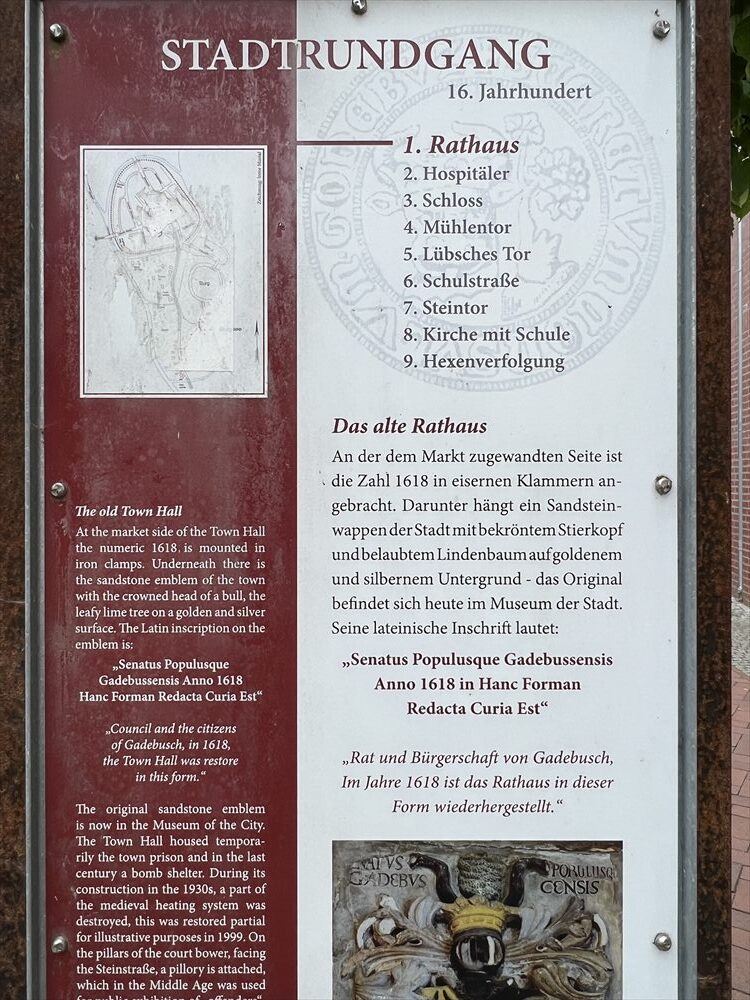 STADTRUNDGANG
16. Jahrhundert
1. Rathaus
2. Hospitäler
3. Schloss
4. Mühlentor
5. Lübsches Tor
6. Schulstraße
7. Steintor
8. Kirche mit Schule
9. Hexenverfolgung
Das alte Rathaus
An der dem Markt zugewandten Seite ist
die Zahl 1618 in eisernen Klammern an-
gebracht. Darunter hängt ein Sandstein-
wappen der Stadt mit bekröntem Stierkopf
und belaubtem Lindenbaum auf goldenem
und silbernem Untergrund - das Original
befindet sich heute im Museum der Stadt.
Seine lateinische Inschrift lautet:
„Senatus Populusque Gadebussensis
Anno 1618 in Hanc Forman
Redacta Curia Est“
„Rat und Bürgerschaft von Gadebusch,
Im Jahre 1618 ist das Rathaus in dieser
Form wiederhergestellt.“
The old Town Hall
At the market side of the Town Hall
the numeric 1618 is mounted in
iron clamps. Underneath there is
the sandstone emblem of the town
with the crowned head of a bull, the
leafy lime tree on a golden and silver
surface. The Latin inscription on the
emblem is:
„Senatus Populusque
Gadebussensis Anno 1618
Hanc Forman Redacta Curia Est“
„Council and the citizens
of Gadebusch, in 1618,
the Town Hall was restore
in this form.“
The original sandstone emblem
is now in the Museum of the City.
The Town Hall housed tempora-
rily the town prison and in the last
century a bomb shelter. During its
construction in the 1930s, a part of
the medieval heating system was
destroyed, this was restored partial
for illustrative purposes in 1999. On
the pillars of the court bower, facing
the Steinstraße, a pillory is attached,
which in the Middle Age was used
for public exhibition of „offenders“.
GADEBVS
POPULUSQ
CENSIS